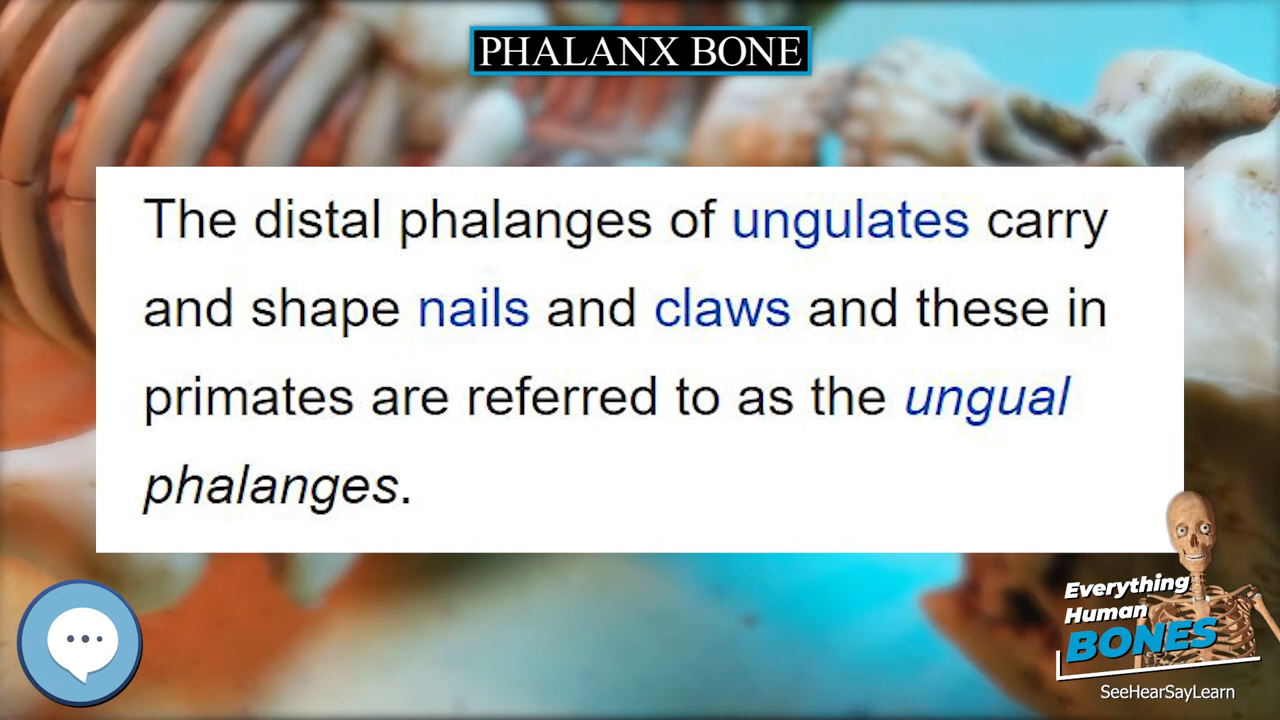 PHALANX BONE
The distal phalanges of ungulates carry
and shape nails and claws and these in
primates are referred to as the ungual
phalanges.
Everything
Human
BONES
SeeHearSayLearn